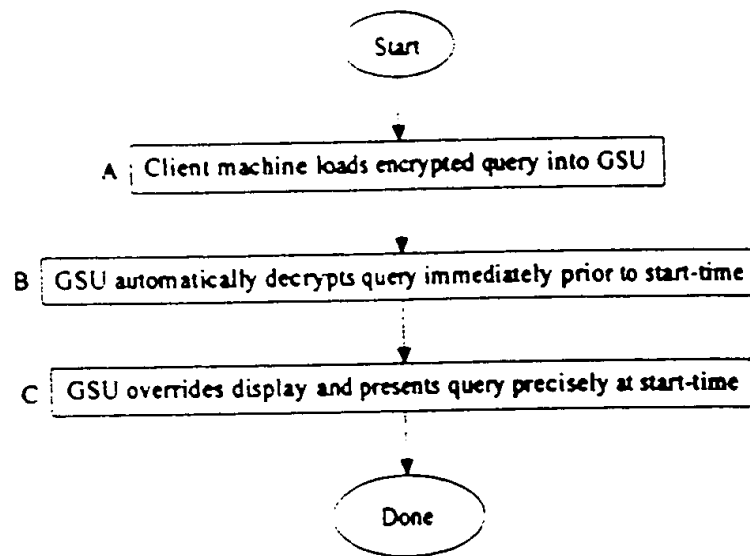 Start
A Client machine loads encrypted query into GSU
B GSU automatically decrypts query immediately prior to start-time
C GSU overrides display and presents query precisely at start-time
Done